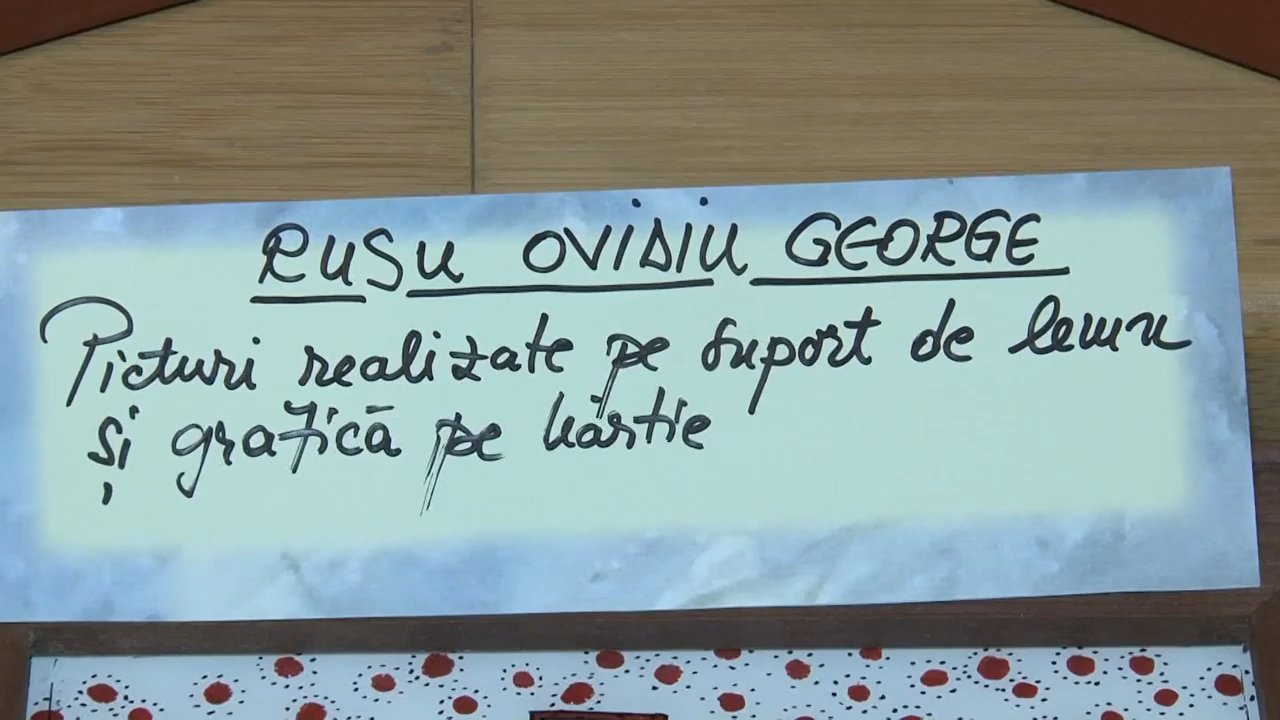 RUSU OVIDIU GEORGE
Picturi realizate pe suport de lemn
și grafică pe hârtie